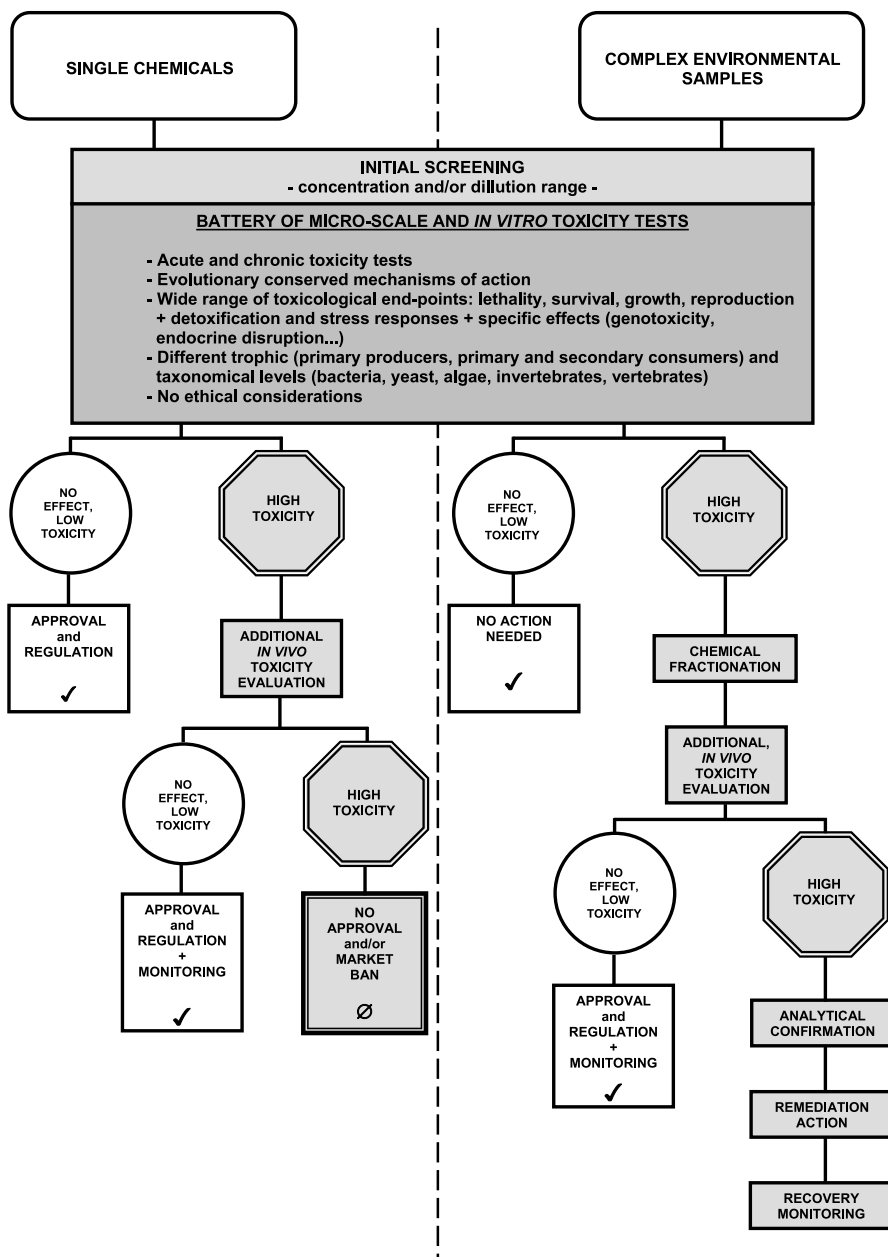 SINGLE CHEMICALS
COMPLEX ENVIRONMENTAL
SAMPLES
INITIAL SCREENING
- concentration and/or dilution range -
BATTERY OF MICRO-SCALE AND IN VITRO TOXICITY TESTS
- Acute and chronic toxicity tests
- Evolutionary conserved mechanisms of action
- Wide range of toxicological end-points: lethality, survival, growth, reproduction
+ detoxification and stress responses + specific effects (genotoxicity,
endocrine disruption...)
- Different trophic (primary producers, primary and secondary consumers) and
taxonomical levels (bacteria, yeast, algae, invertebrates, vertebrates)
- No ethical considerations
NO
EFFECT,
LOW
TOXICITY
HIGH
TOXICITY
NO
EFFECT,
LOW
TOXICITY
HIGH
TOXICITY
APPROVAL
and
REGULATION
✓
ADDITIONAL
IN VIVO
TOXICITY
EVALUATION
NO ACTION
NEEDED
✓
CHEMICAL
FRACTIONATION
NO
EFFECT,
LOW
TOXICITY
HIGH
TOXICITY
ADDITIONAL,
IN VIVO
TOXICITY
EVALUATION
APPROVAL
and
REGULATION
+
MONITORING
✓
NO
APPROVAL
and/or
MARKET
BAN
∅
NO
EFFECT,
LOW
TOXICITY
HIGH
TOXICITY
APPROVAL
and
REGULATION
+
MONITORING
✓
ANALYTICAL
CONFIRMATION
REMEDIATION
ACTION
RECOVERY
MONITORING